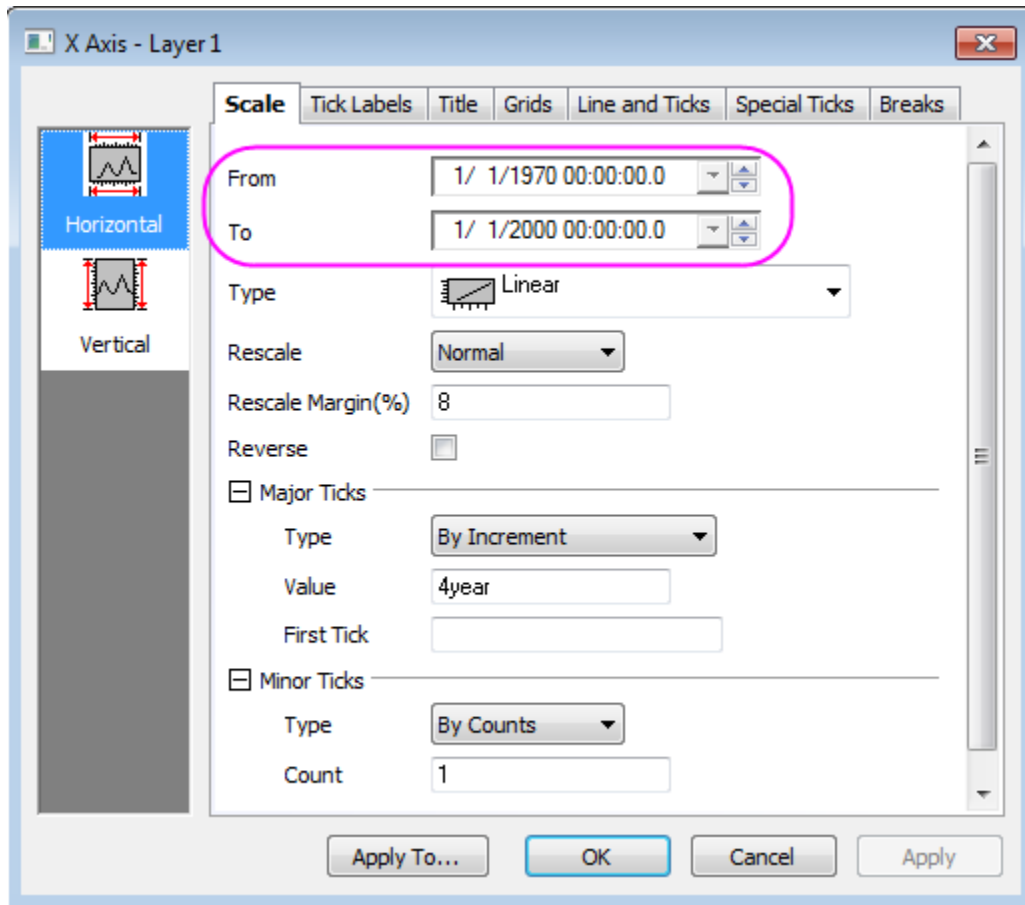 X Axis - Layer 1
Scale Tick Labels Title Grids Line and Ticks Special Ticks Breaks
Horizontal
Vertical
From 1/ 1/1970 00:00:00.0
To 1/ 1/2000 00:00:00.0
Type Linear
Rescale Normal
Rescale Margin(%) 8
Reverse
Major Ticks
Type By Increment
Value 4year
First Tick
Minor Ticks
Type By Counts
Count 1
Apply To... OK Cancel Apply